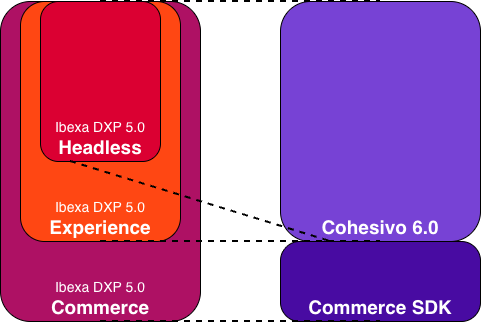 Ibexa DXP 5.0
Headless
Ibexa DXP 5.0
Experience
Ibexa DXP 5.0
Commerce
Cohesivo 6.0
Commerce SDK